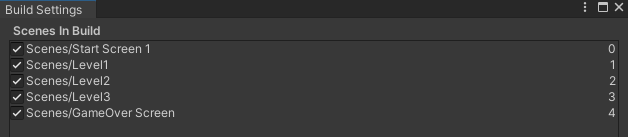 Build Settings
Scenes In Build
Scenes/Start Screen 1 0
Scenes/Level1 1
Scenes/Level2 2
Scenes/Level3 3
Scenes/GameOver Screen 4